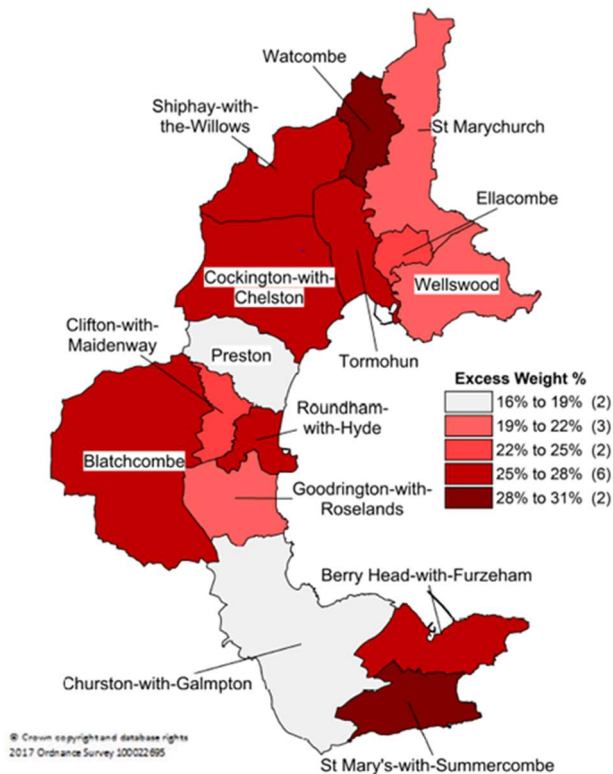 Watcombe
Shiphay-with-
the-Willows
St Marychurch
Ellacombe
Cockington-with-
Chelston
Wellswood
Clifton-with-
Maidenway
Preston
Tormohun
Excess Weight %
16% to 19% (2)
19% to 22% (3)
22% to 25% (2)
25% to 28% (6)
28% to 31% (2)
Roundham-
with-Hyde
Blatchcombe
Goodrington-with-
Roselands
Berry Head-with-Furzeham
Churston-with-Galmpton
© Crown copyright and database rights
2017 Ordnance Survey 100022695
St Mary's-with-Summercombe